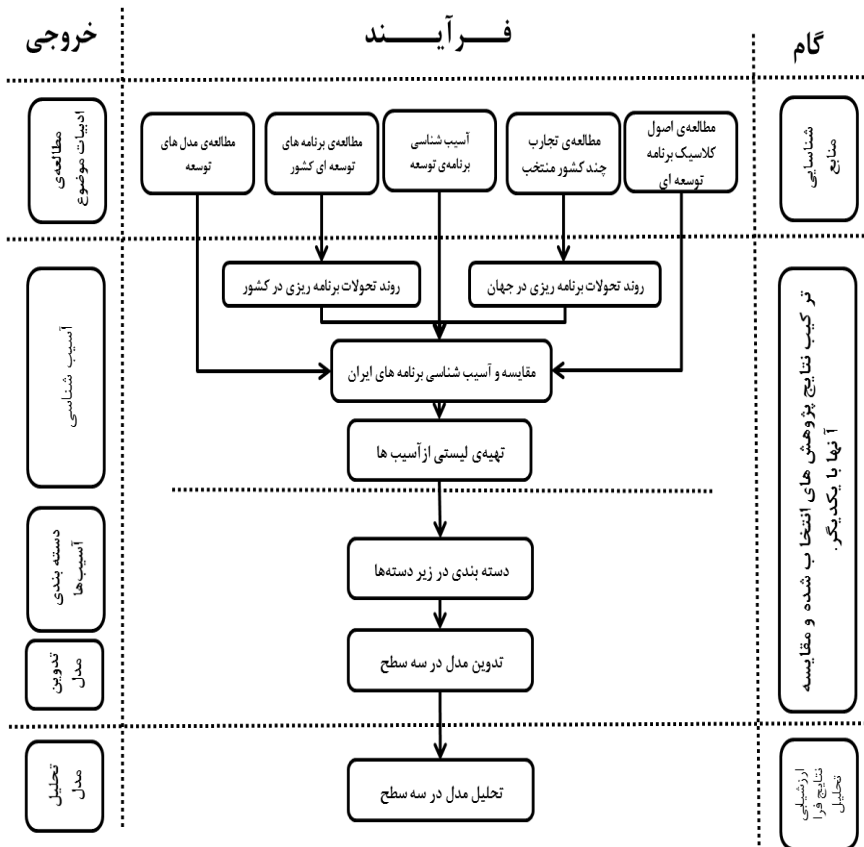 گام
فــــرآینــــد
خروجی
شناسایی
منابع
مطالعه‌ی اصول
کلاسیک برنامه
توسعه ای
مطالعه‌ی تجارب
چند کشور منتخب
آسیب شناسی
برنامه‌ی توسعه
مطالعه‌ی برنامه های
توسعه ای کشور
مطالعه‌ی مدل های
توسعه
مطالعه‌ی
ادبیات موضوع
ترکیب نتایج پژوهش های انتخاب شده و مقایسه
آنها با یکدیگر.
روند تحولات برنامه ریزی در جهان
روند تحولات برنامه ریزی در کشور
مقایسه و آسیب شناسی برنامه های ایران
تهیه‌ی لیستی از آسیب ها
آسیب شناسی
دسته بندی در زیر دسته‌ها
دسته بندی
آسیب‌ها
تدوین مدل در سه سطح
تدوین
مدل
تحلیل
نتایج فرا
ارزشیابی
تحلیل مدل در سه سطح
تحلیل
مدل